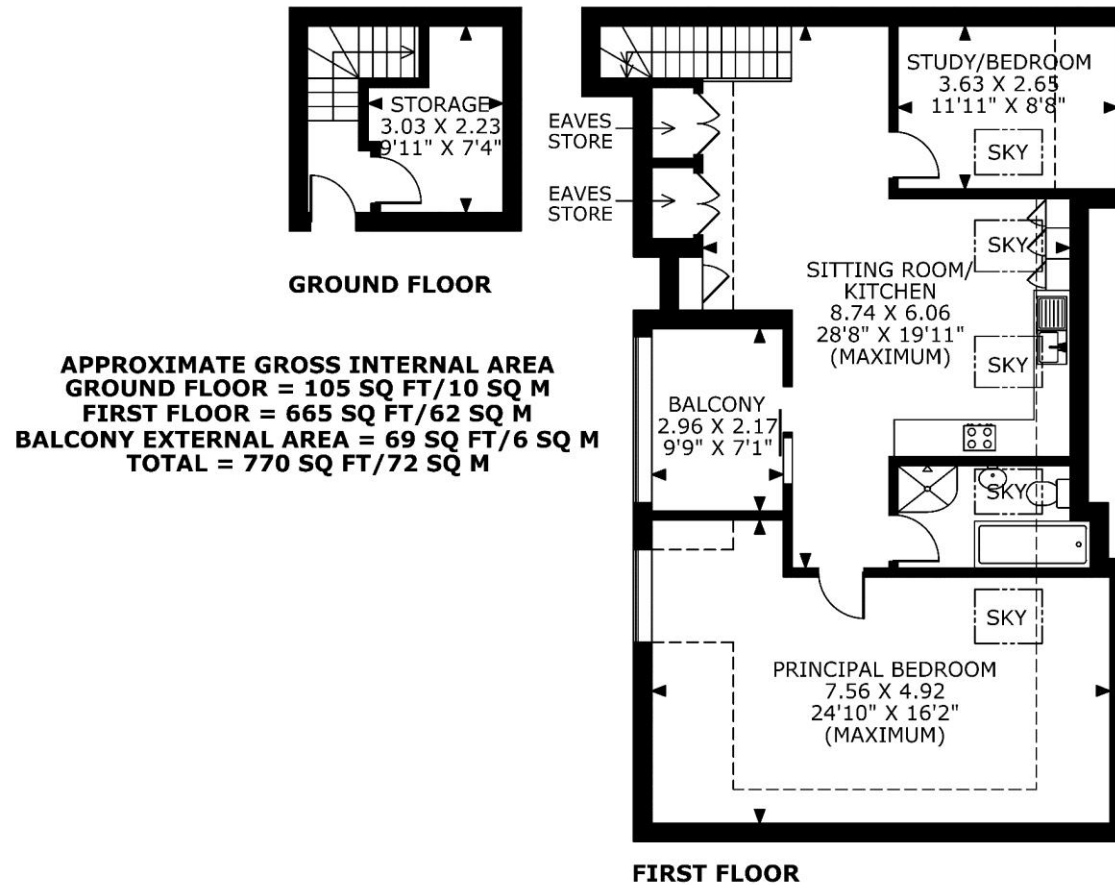 STORAGE
3.03 X 2.23
9'11" X 7'4"
GROUND FLOOR
APPROXIMATE GROSS INTERNAL AREA
GROUND FLOOR = 105 SQ FT/10 SQ M
FIRST FLOOR = 665 SQ FT/62 SQ M
BALCONY EXTERNAL AREA = 69 SQ FT/6 SQ M
TOTAL = 770 SQ FT/72 SQ M
EAVES
STORE
EAVES
STORE
STUDY/BEDROOM
3.63 X 2.65
11'11" X 8'8"
SKY
SKY
SITTING ROOM/
KITCHEN
8.74 X 6.06
28'8" X 19'11"
(MAXIMUM)
SKY
BALCONY
2.96 X 2.17
9'9" X 7'1"
SKY
SKY
PRINCIPAL BEDROOM
7.56 X 4.92
24'10" X 16'2"
(MAXIMUM)
FIRST FLOOR